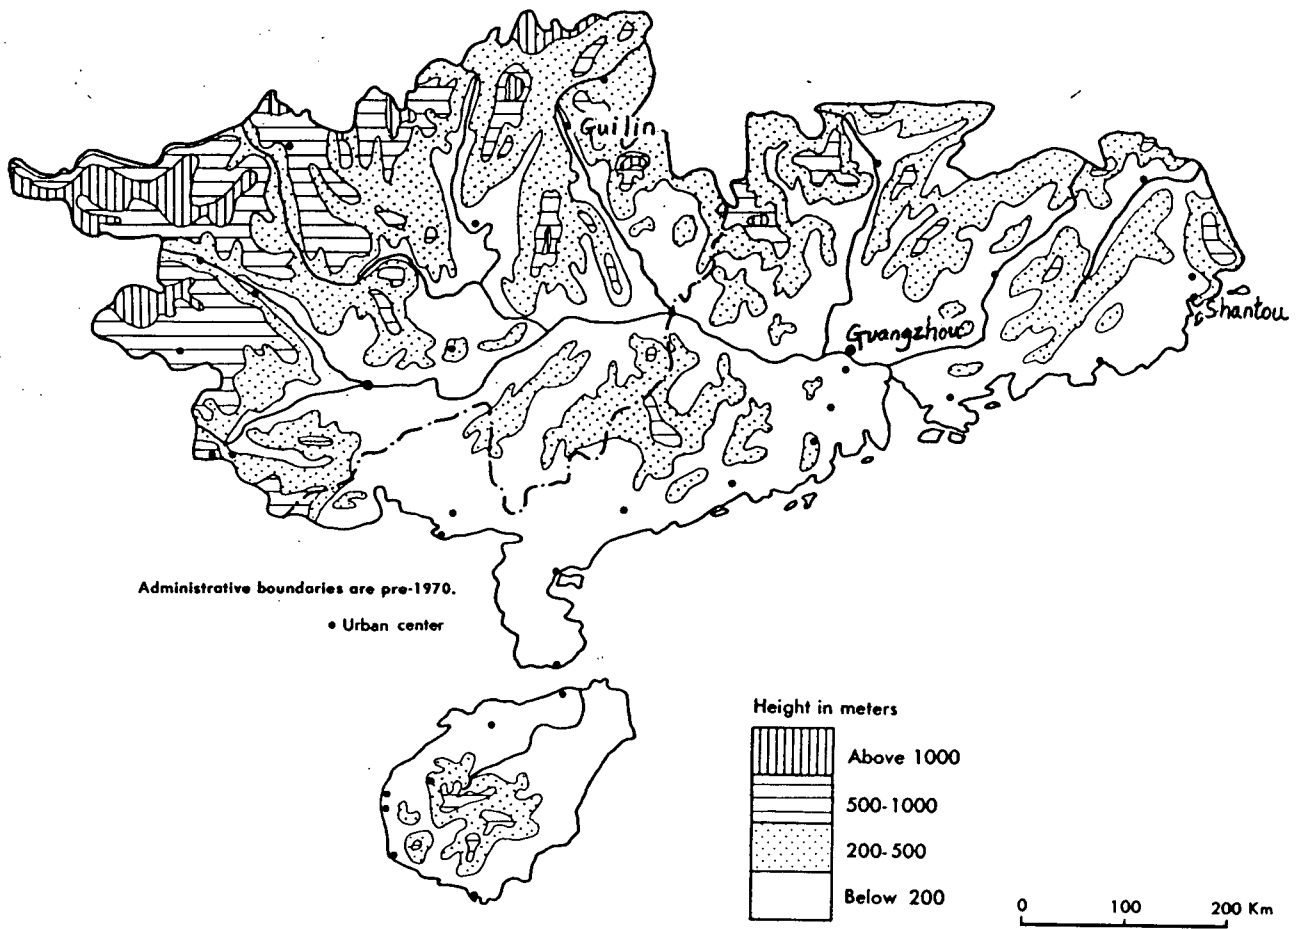 Guilin
Shantou
Guangzhou
Administrative boundaries are pre-1970.
• Urban center
Height in meters
Above 1000
500-1000
200-500
Below 200
0 100 200 Km